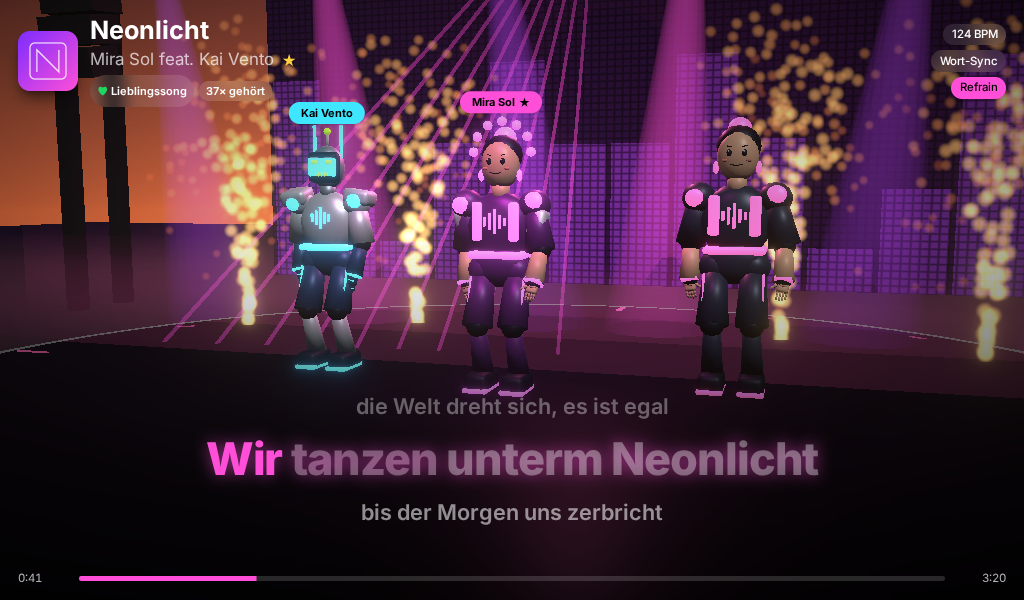 Neonlicht
Mira Sol feat. Kai Vento ★
Lieblingssong
37× gehört
124 BPM
Wort-Sync
Refrain
Kai Vento
Mira Sol ★
die Welt dreht sich, es ist egal
Wir tanzen unterm Neonlicht
bis der Morgen uns zerbricht
0:41
3:20